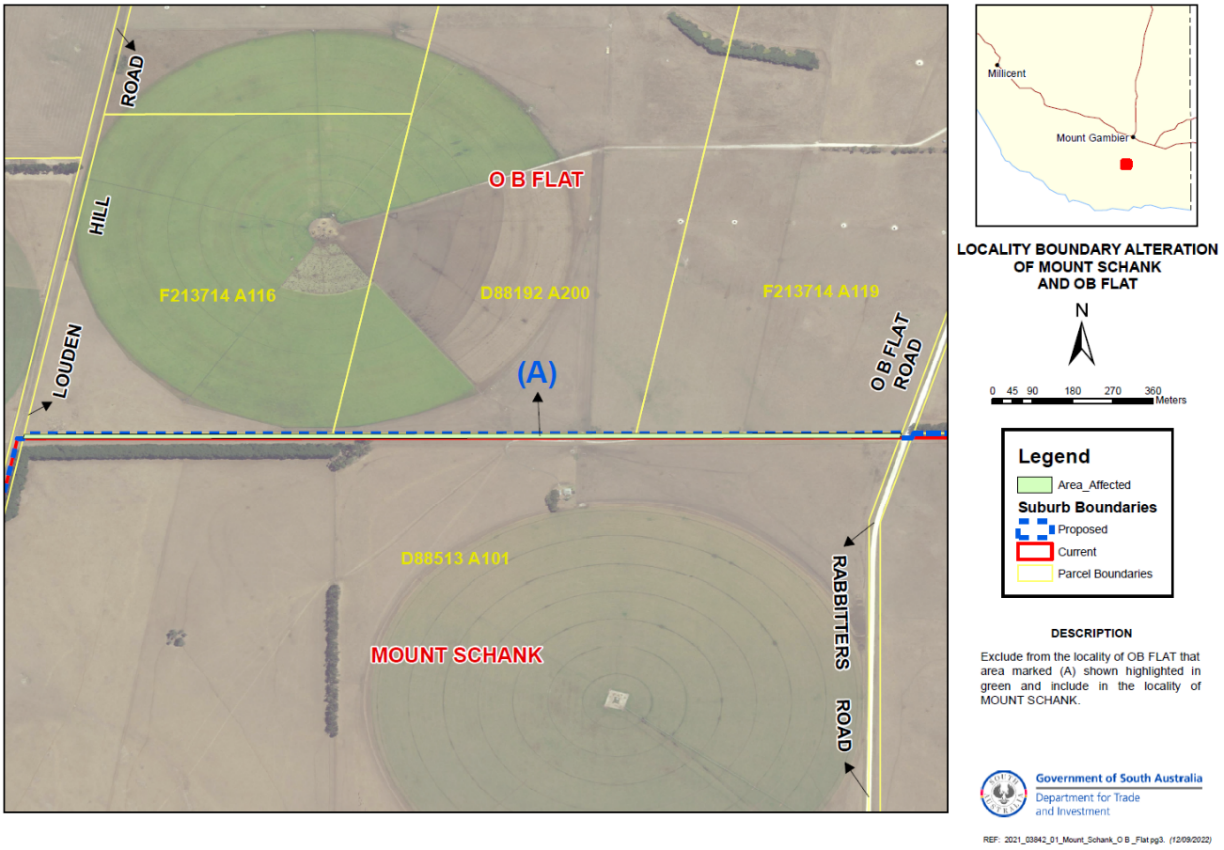 ROAD
HILL
LOUDEN
O B FLAT
F213714 A116
D88192 A200
F213714 A119
O B FLAT
ROAD
(A)
D88513 A101
MOUNT SCHANK
RABBITTERS
ROAD
Millicent
Mount Gambier
LOCALITY BOUNDARY ALTERATION
OF MOUNT SCHANK
AND OB FLAT
N
0 45 90 180 270 360
Meters
Legend
Area_Affected
Suburb Boundaries
Proposed
Current
Parcel Boundaries
DESCRIPTION
Exclude from the locality of OB FLAT that
area marked (A) shown highlighted in
green and include in the locality of
MOUNT SCHANK.
SOUTH
AUSTRALIA
Government of South Australia
Department for Trade
and Investment
REF: 2021_03842_01_Mount_Schank_O B _Flat pg3. (12/09/2022)